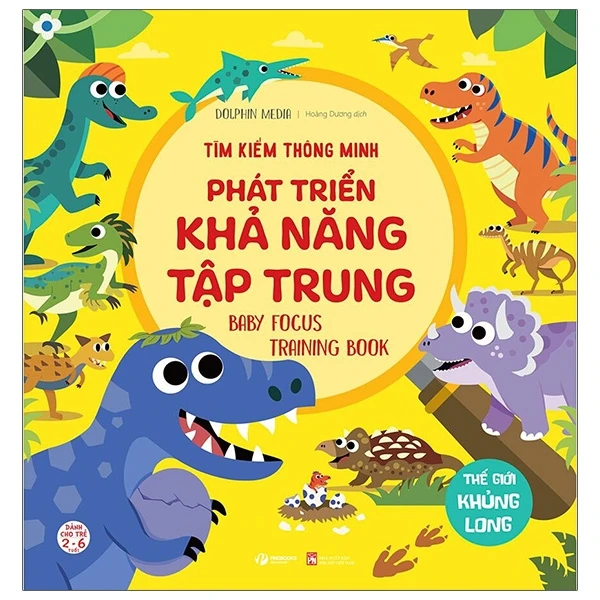 DOLPHIN MEDIA | Hoàng Dương dịch
TÌM KIẾM THÔNG MINH
PHÁT TRIỂN
KHẢ NĂNG
TẬP TRUNG
BABY FOCUS
TRAINING BOOK
THẾ GIỚI
KHỦNG
LONG
DÀNH
CHO TRẺ
2-6
TUỔI